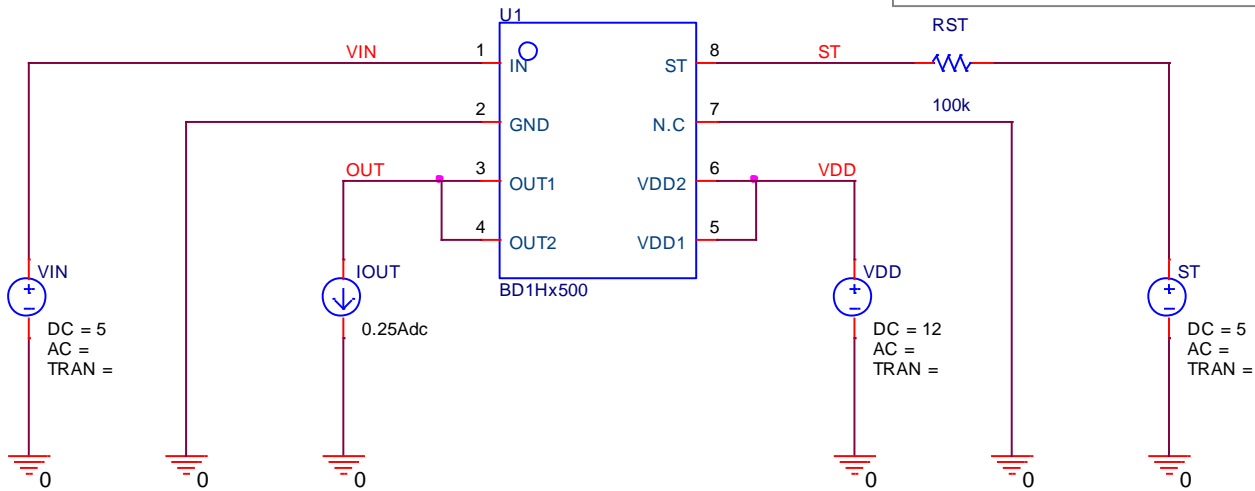 U1
RST
VIN
1
IN
ST
8
ST
100k
2
GND
N.C
7
OUT
3
OUT1
VDD2
6
VDD
4
OUT2
VDD1
5
BD1Hx500
VIN
+
−
DC = 5
AC =
TRAN =
IOUT
0.25Adc
VDD
+
−
DC = 12
AC =
TRAN =
ST
+
−
DC = 5
AC =
TRAN =
0
0
0
0
0
0